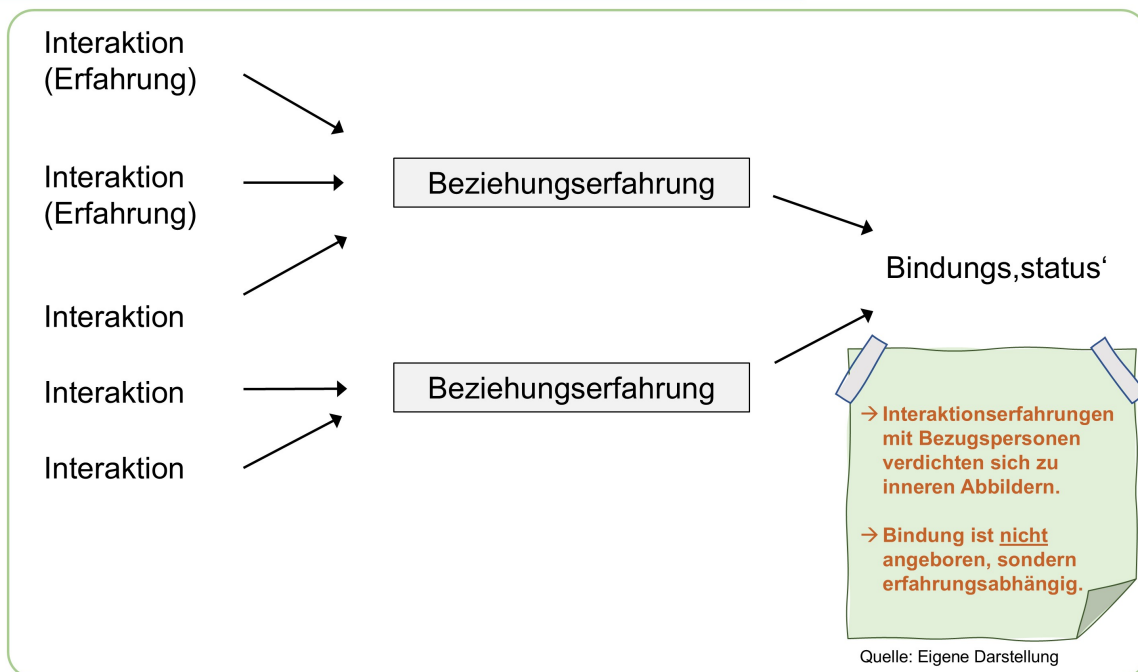 Interaktion
(Erfahrung)
Interaktion
(Erfahrung)
Interaktion
Interaktion
Interaktion
Beziehungserfahrung
Beziehungserfahrung
Bindungs‚status‘
→ Interaktionserfahrungen
mit Bezugspersonen
verdichten sich zu
inneren Abbildern.
→ Bindung ist nicht
angeboren, sondern
erfahrungsabhängig.
Quelle: Eigene Darstellung